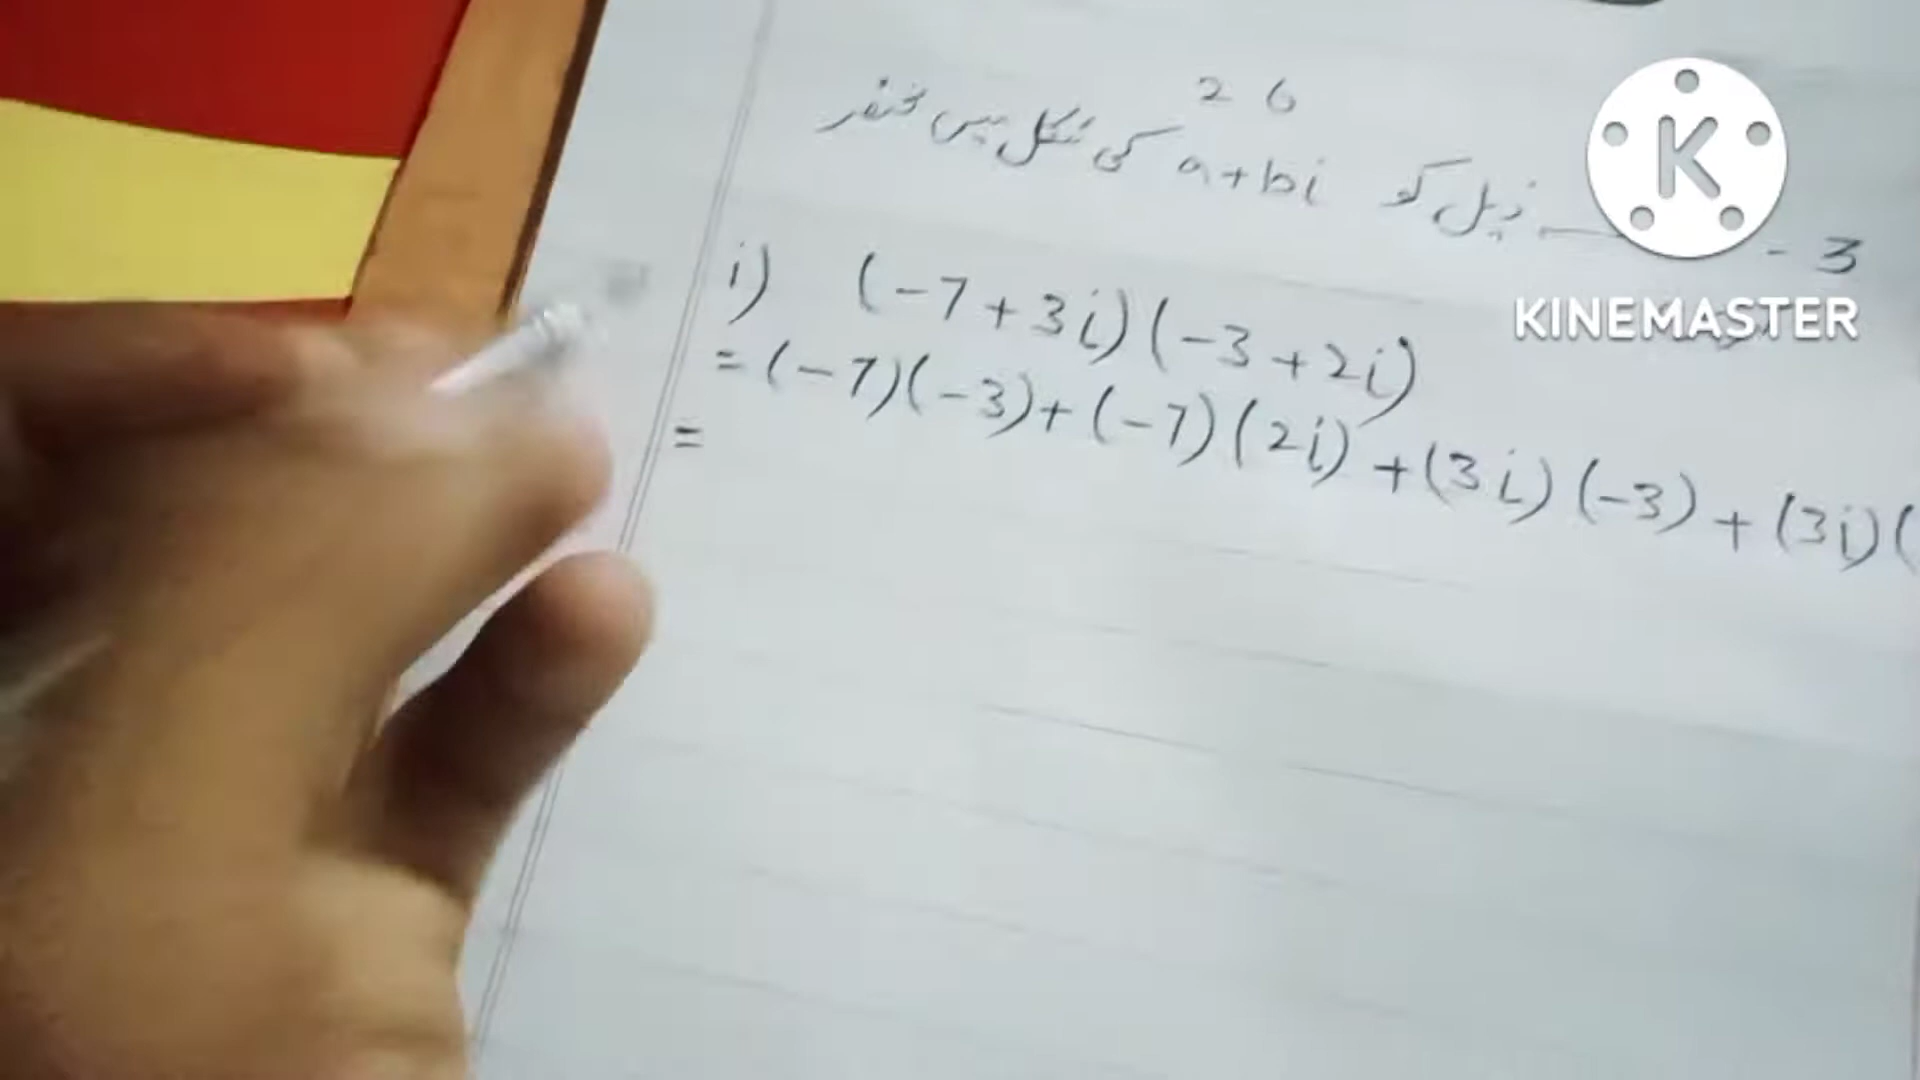 2 6
3 - ذیل کو a+bi کی شکل میں مختصر
i) (-7+3i)(-3+2i)
= (-7)(-3)+(-7)(2i)+(3i)(-3)+(3i)(
=
K
KINEMASTER